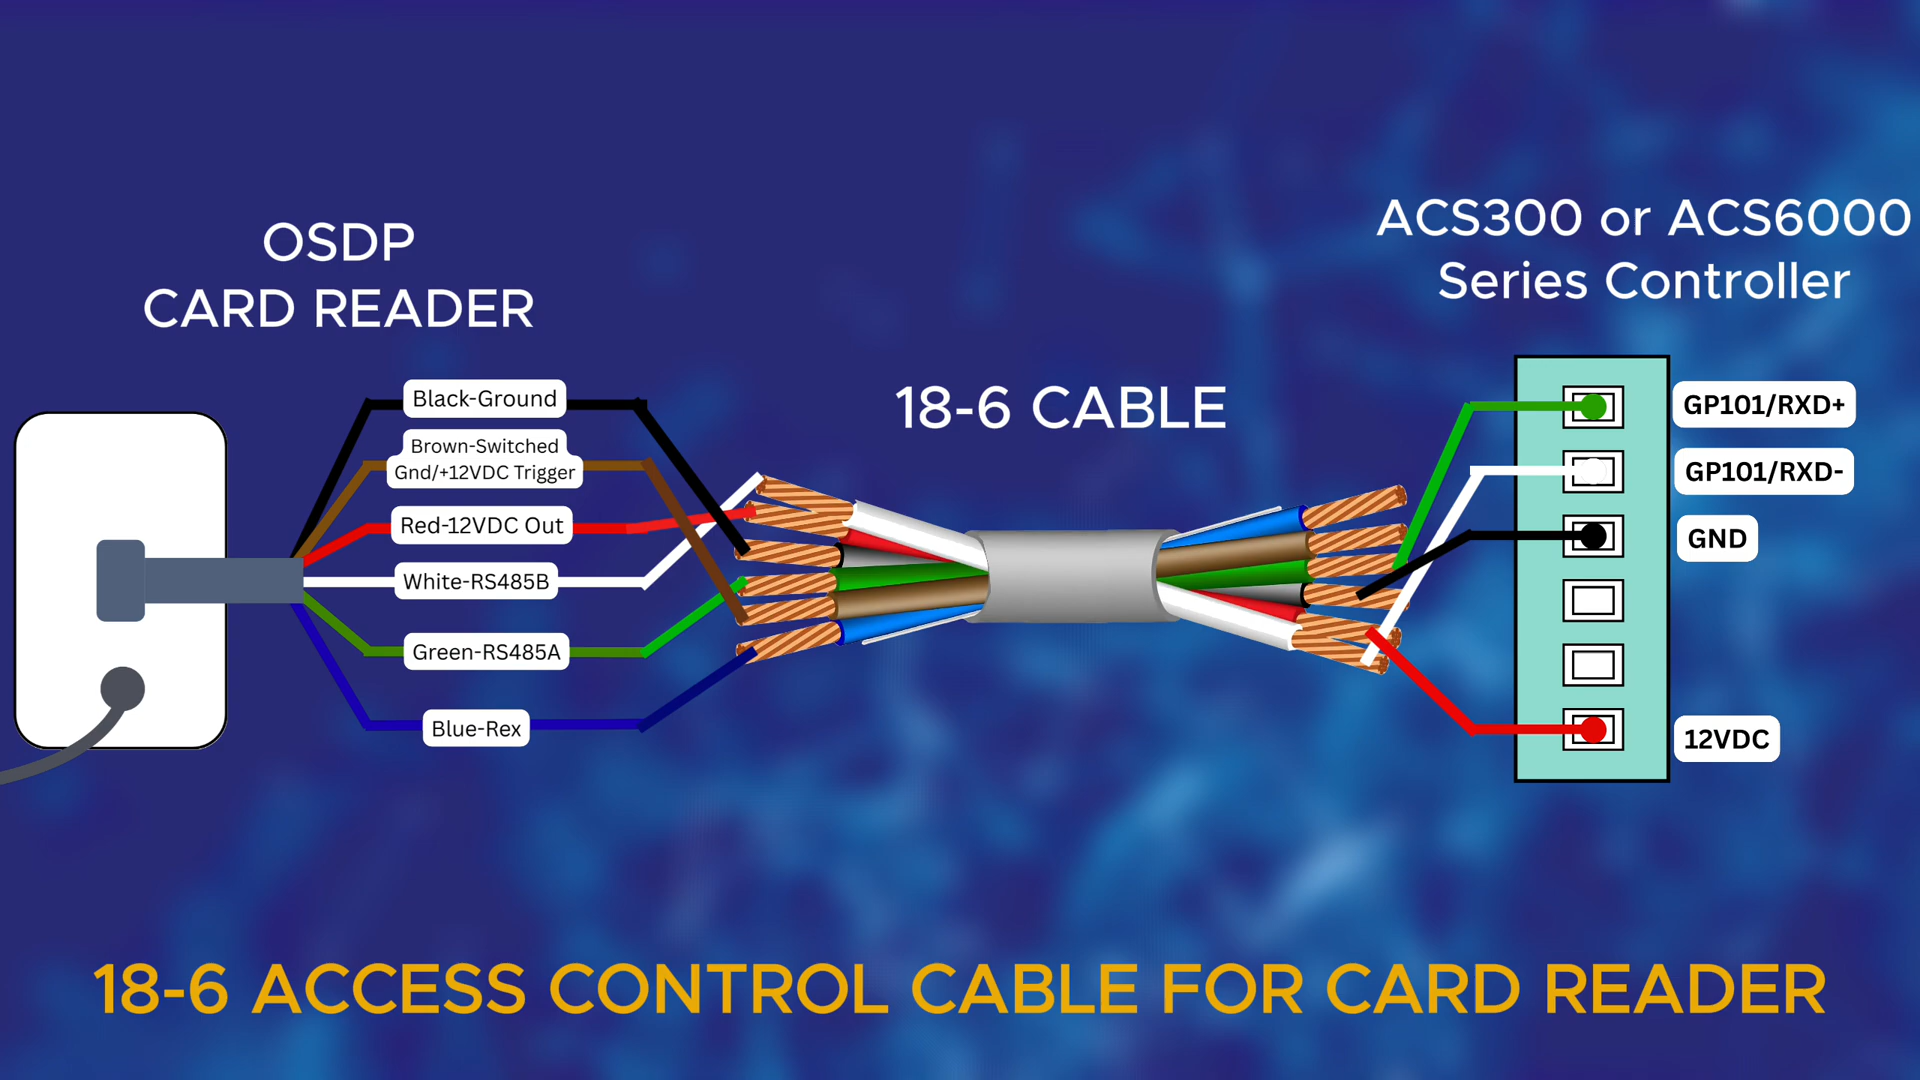 OSDP
CARD READER
ACS300 or ACS6000
Series Controller
18-6 CABLE
Black-Ground
Brown-Switched
Gnd/+12VDC Trigger
Red-12VDC Out
White-RS485B
Green-RS485A
Blue-Rex
GP101/RXD+
GP101/RXD-
GND
12VDC
18-6 ACCESS CONTROL CABLE FOR CARD READER